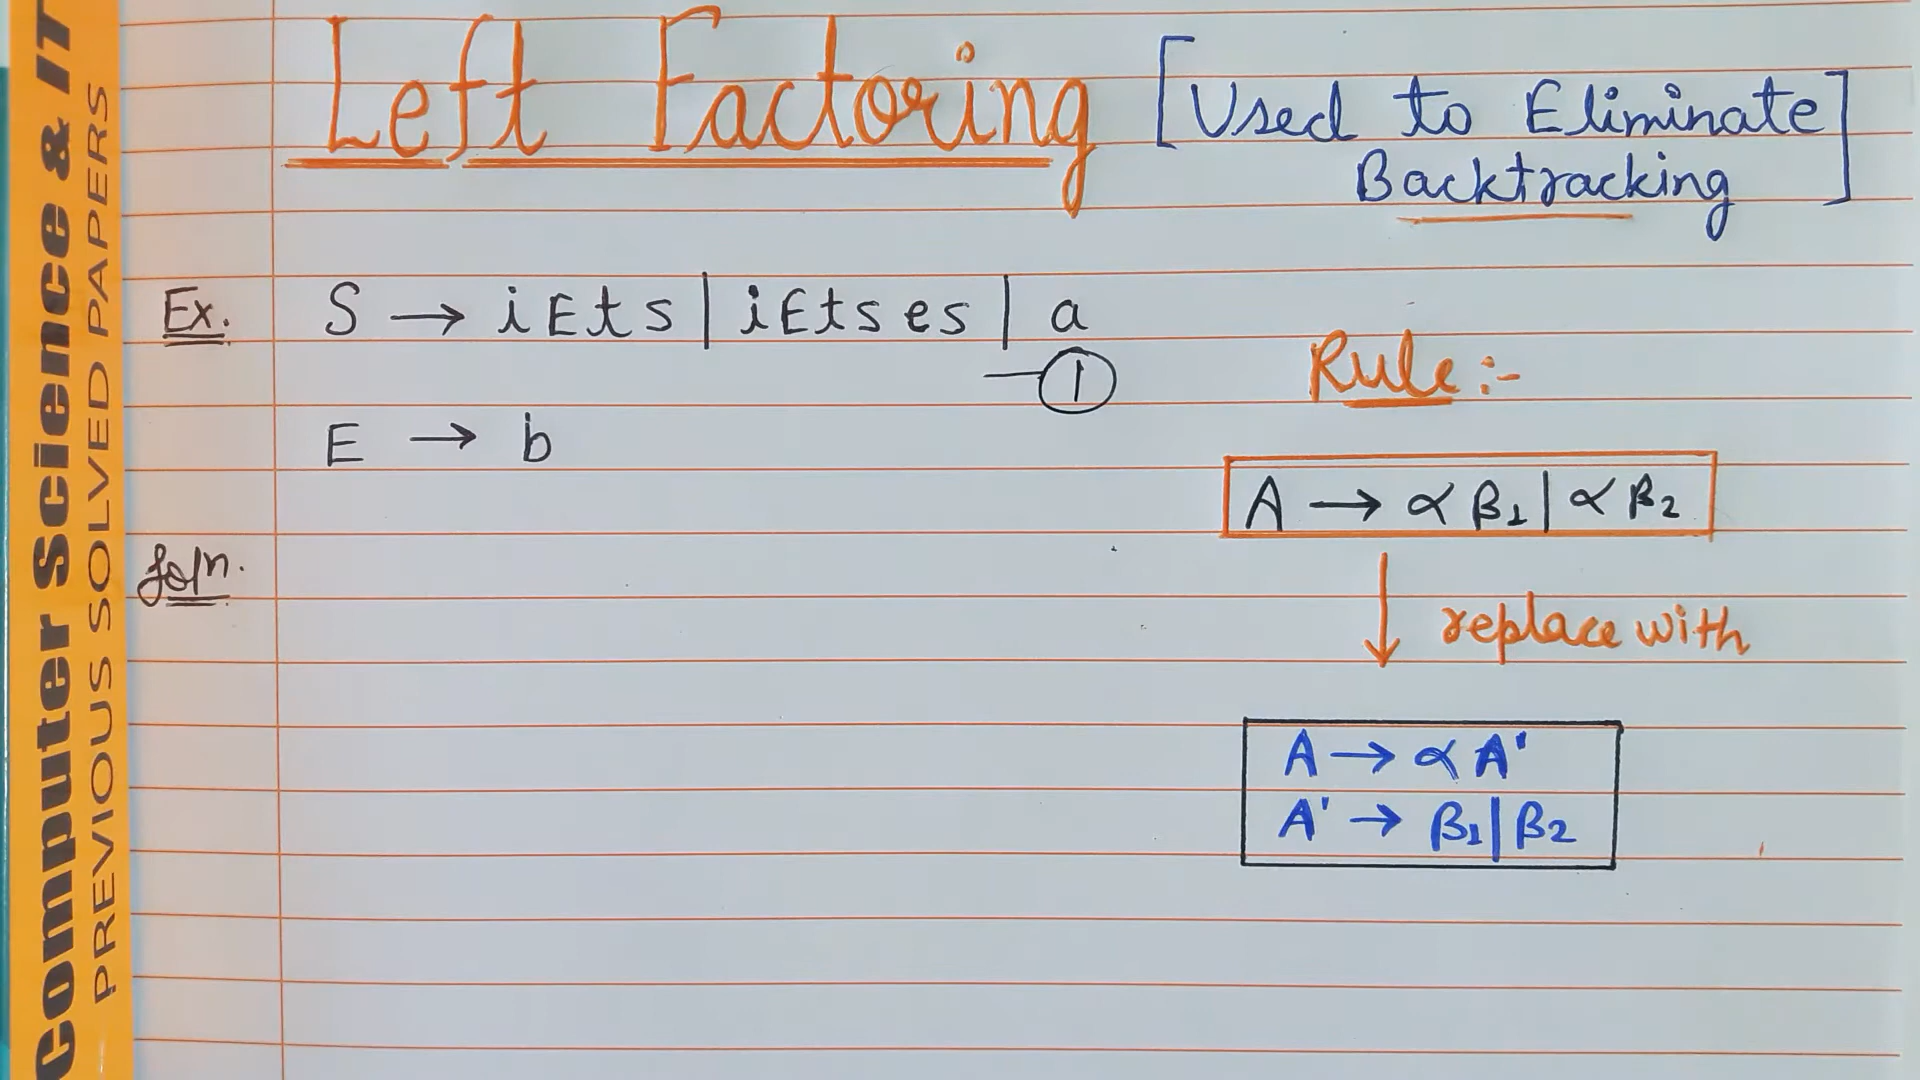 Computer Science & IT
PREVIOUS SOLVED PAPERS
Left Factoring [Used to Eliminate
Backtracking]
Ex. S → iEts | iEtses | a
— ①
E → b
Rule :-
A → αβ₁ | αβ₂
Soln.
↓ replace with
A → αA'
A' → β₁ | β₂